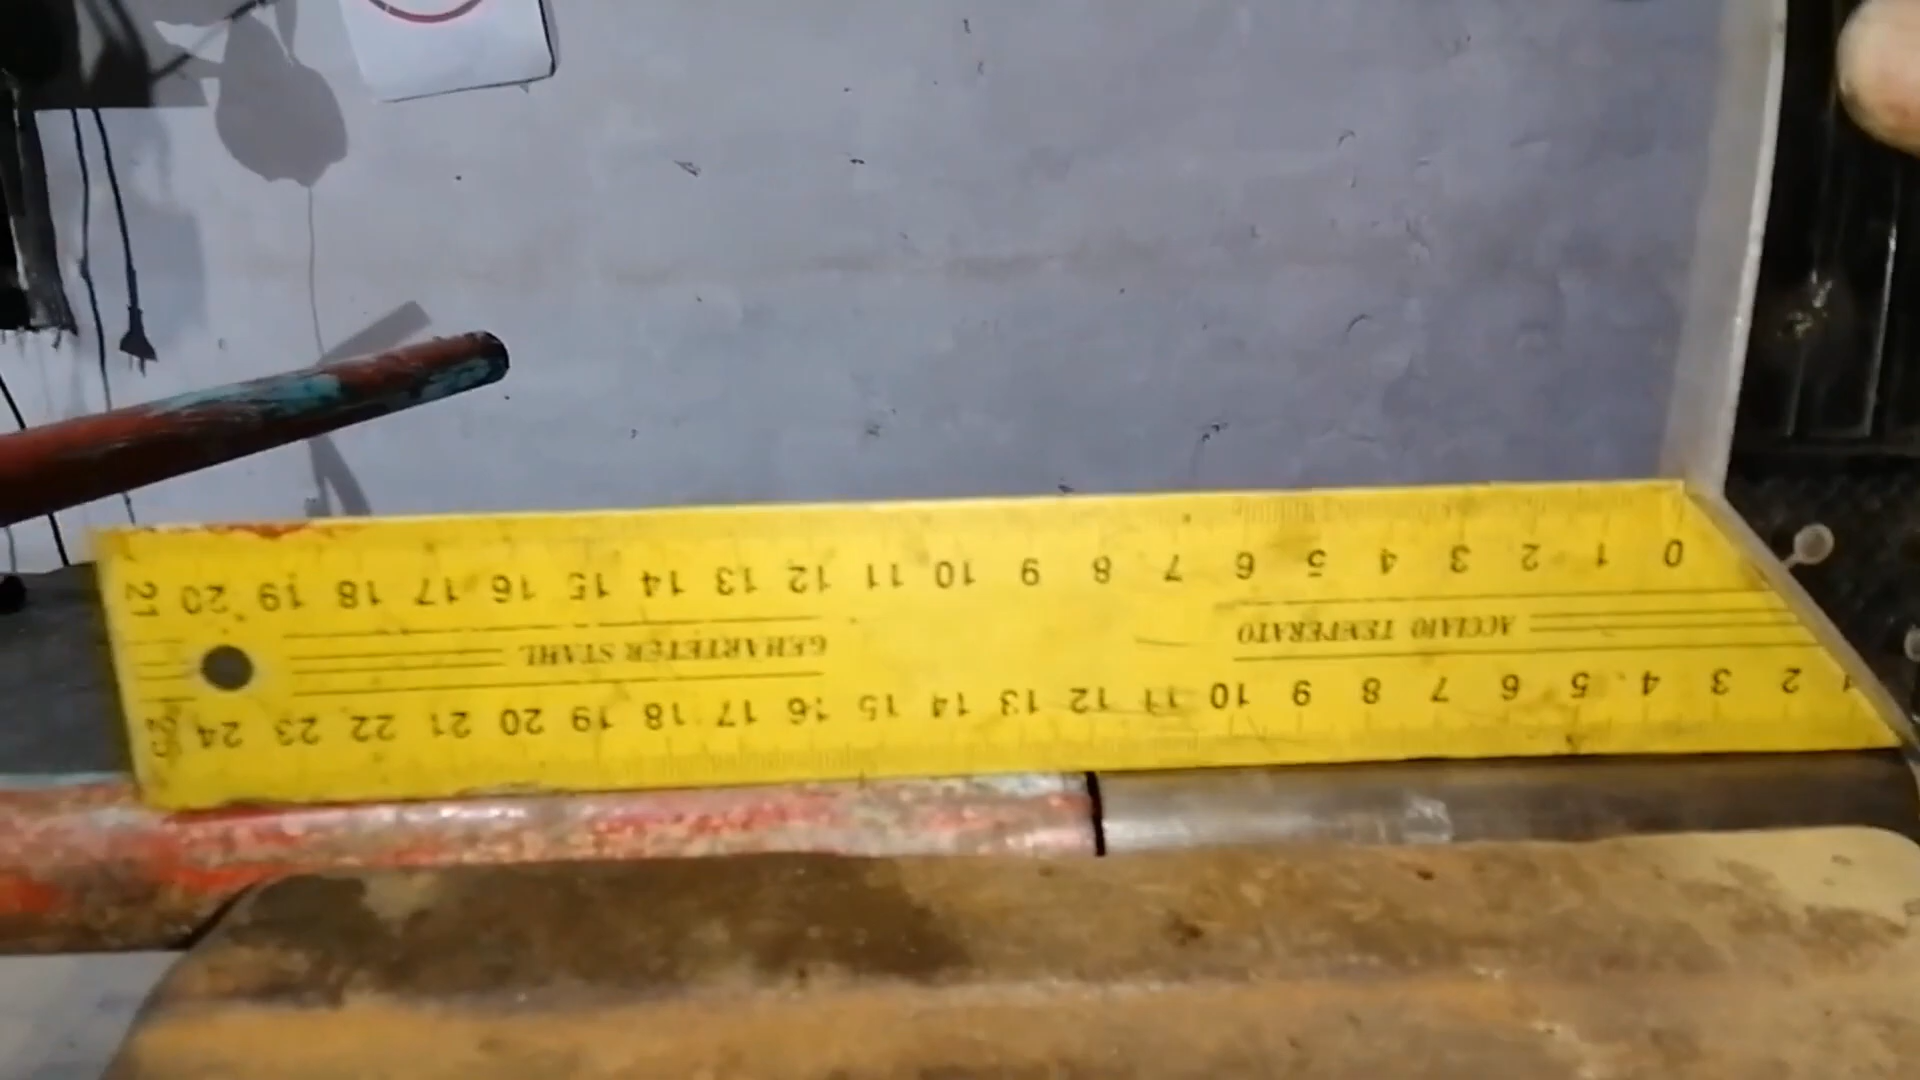 1 2 3 4 5 6 7 8 9 10 11 12 13 14 15 16 17 18 19 20 21 22 23 24 25
ACCIAIO TEMPERATO
GEHARTETER STAHL
0 1 2 3 4 5 6 7 8 9 10 11 12 13 14 15 16 17 18 19 20 21